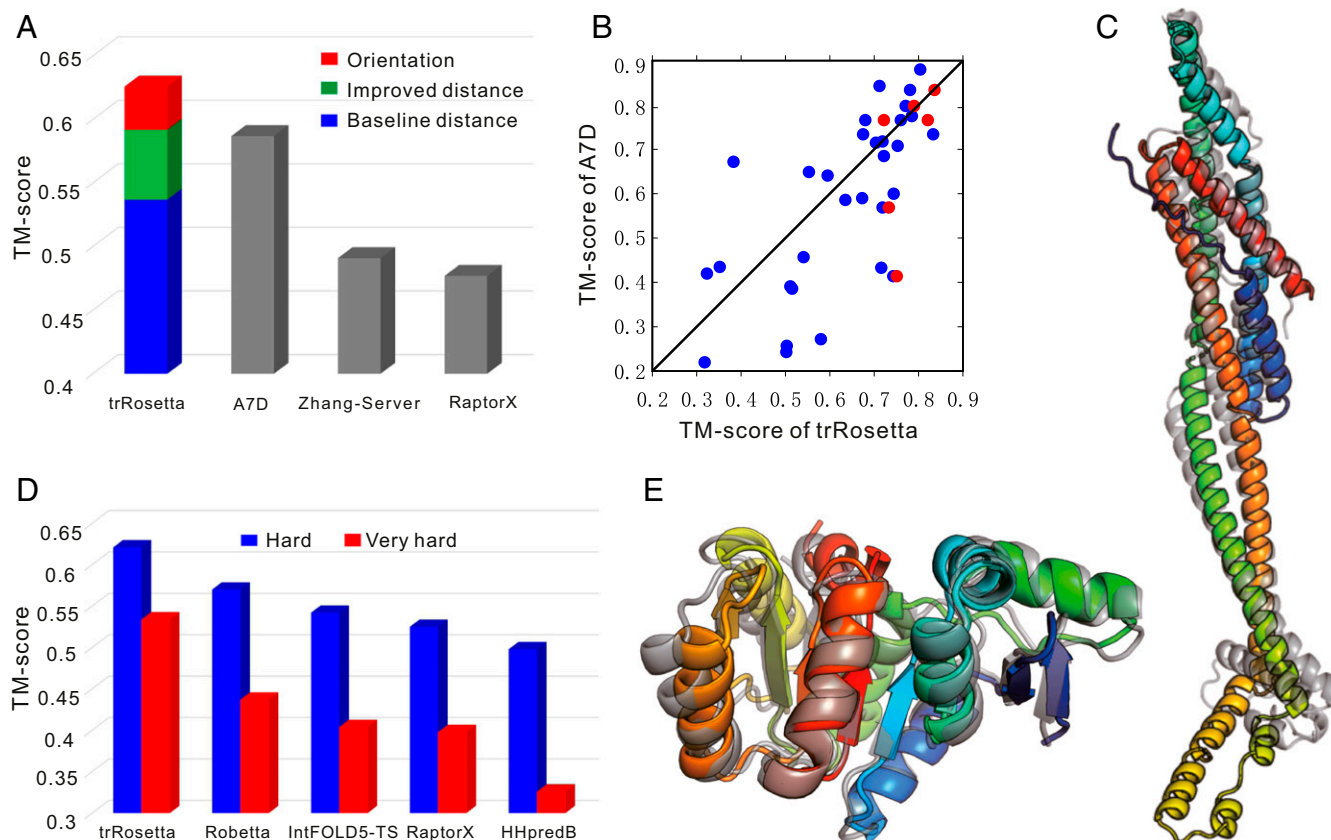 A
TM-score
0.65
0.6
0.55
0.5
0.45
0.4
Orientation
Improved distance
Baseline distance
trRosetta A7D Zhang-Server RaptorX
B
TM-score of A7D
0.9
0.8
0.7
0.6
0.5
0.4
0.3
0.2
0.2 0.3 0.4 0.5 0.6 0.7 0.8 0.9
TM-score of trRosetta
C
D
TM-score
0.65
0.6
0.55
0.5
0.45
0.4
0.35
0.3
Hard Very hard
trRosetta Robetta IntFOLD5-TS RaptorX HHpredB
E